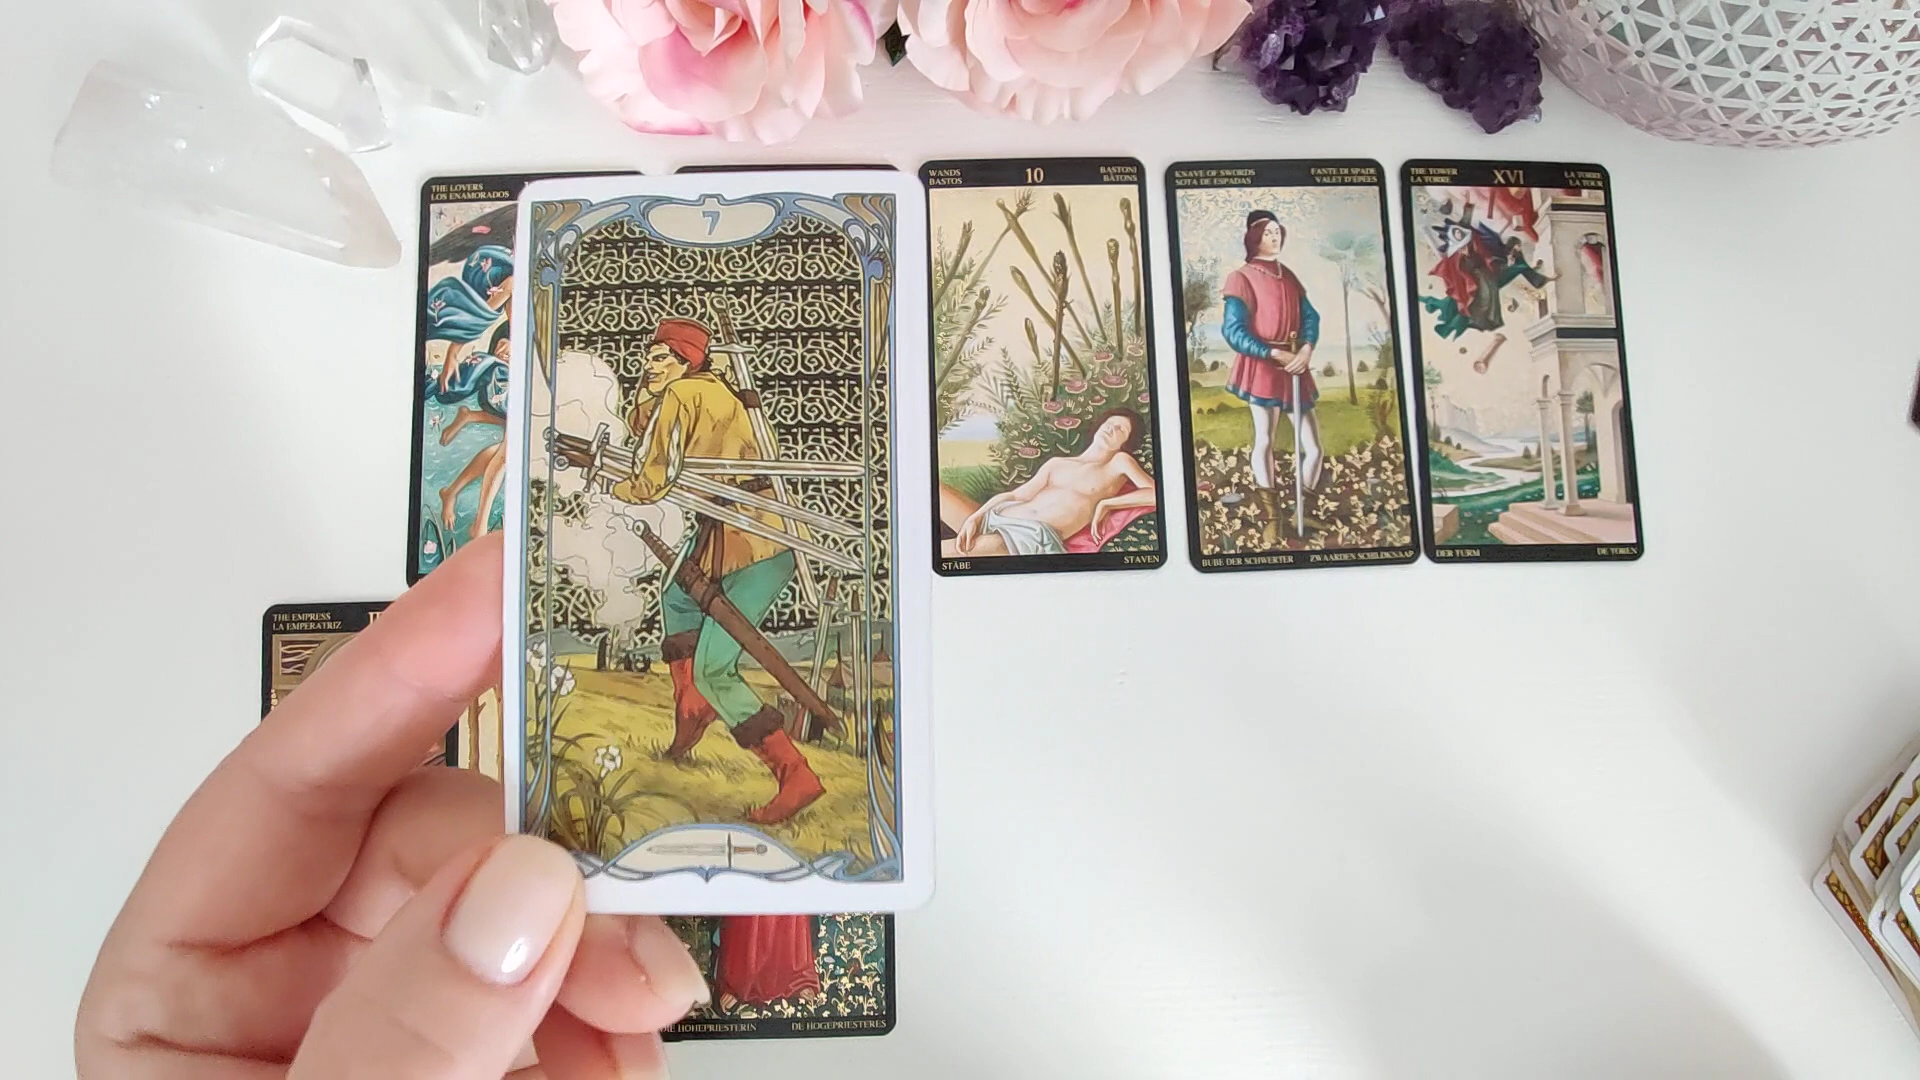 THE LOVERS
LOS ENAMORADOS
7
WANDS
BASTOS
10
BASTONI
BÂTONS
STÄBE
STAVEN
KNAVE OF SWORDS
SOTA DE ESPADAS
FANTE DI SPADE
VALET D'ÉPÉES
BUBE DER SCHWERTER
ZWAARDEN SCHILDKNAAP
THE TOWER
LA TORRE
XVI
LA TORRE
LA TOUR
DER TURM
DE TOREN
THE EMPRESS
LA EMPERATRIZ
DIE HOHEPRIESTERIN
DE HOGEPRIESTERES